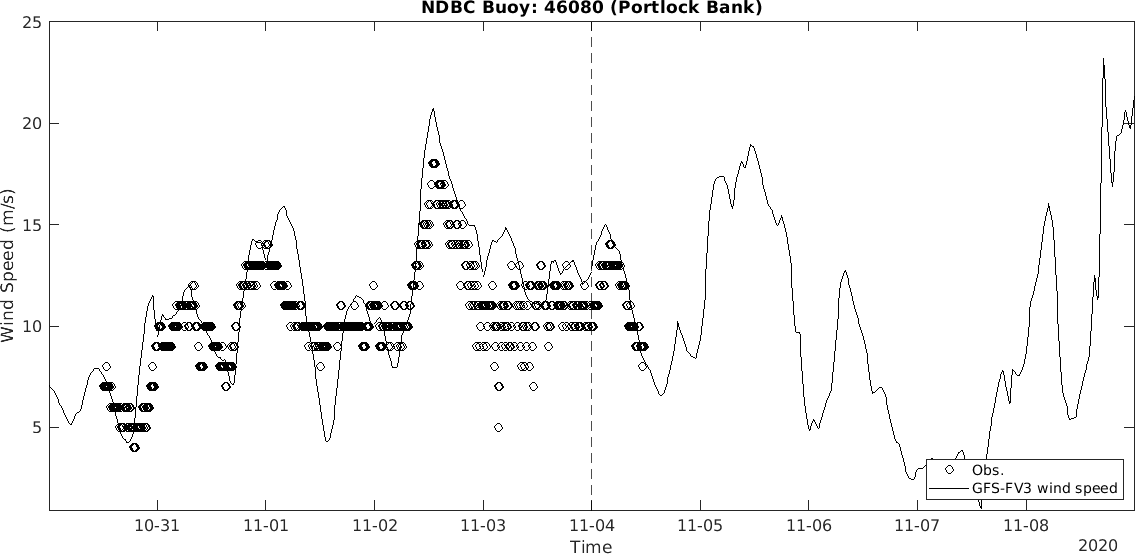 NDBC Buoy: 46080 (Portlock Bank)
25
20
15
10
5
Wind Speed (m/s)
Obs.
GFS-FV3 wind speed
10-31 11-01 11-02 11-03 11-04 11-05 11-06 11-07 11-08
Time
2020